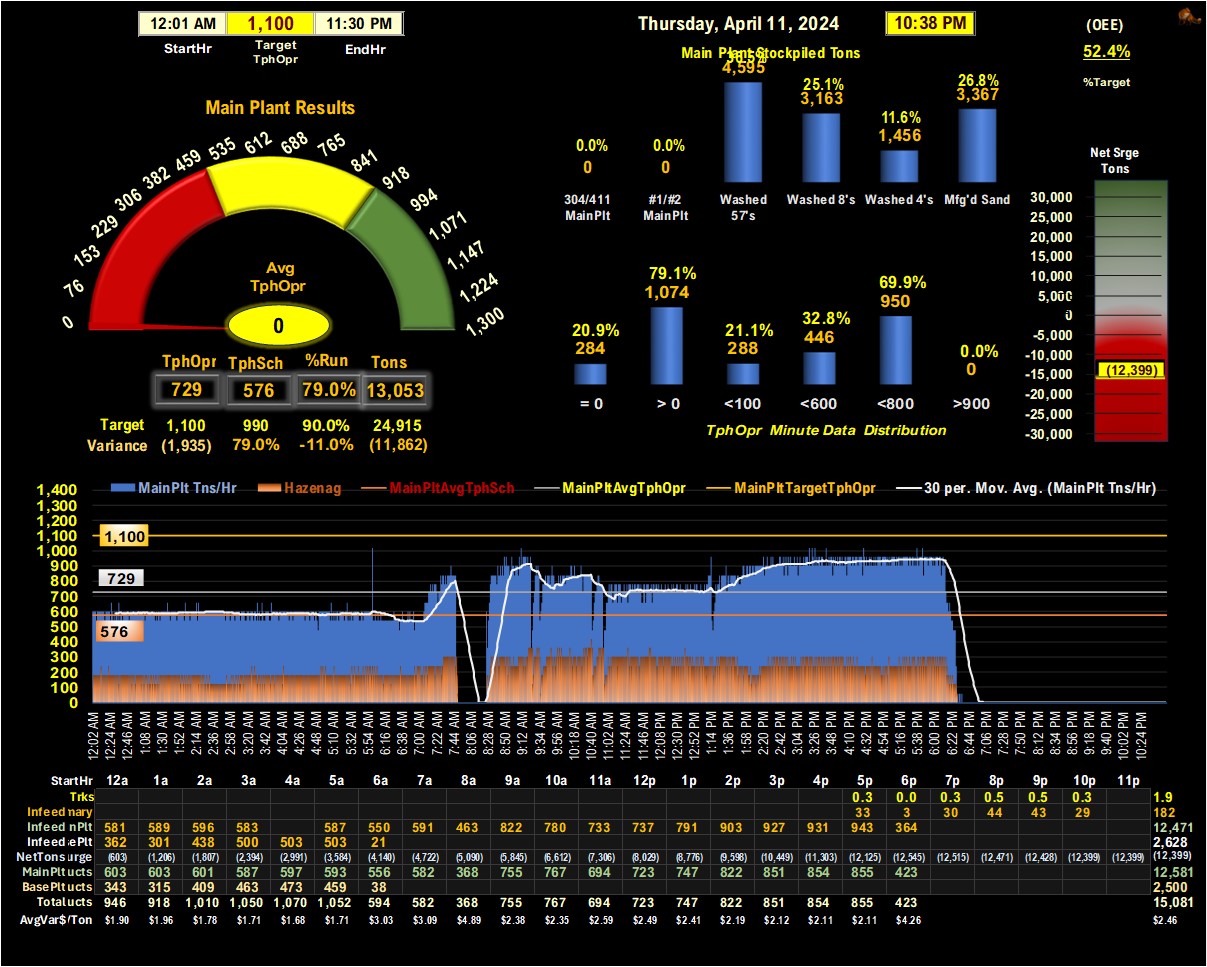 12:01 AM 1,100 11:30 PM
StartHr Target TphOpr EndHr
Thursday, April 11, 2024 10:38 PM
(OEE)
52.4%
%Target
Main Plant Results
0 76 153 229 306 382 459 535 612 688 765 841 918 994 1,071 1,147 1,224 1,300
Avg
TphOpr
0
TphOpr TphSch %Run Tons
729 576 79.0% 13,053
Target 1,100 990 90.0% 24,915
Variance (1,935) 79.0% -11.0% (11,862)
Main Plant Stockpiled Tons
0.0% 0.0% 25.1% 11.6% 26.8%
0 0 4,595 3,163 1,456 3,367
304/411 MainPlt #1/#2 MainPlt Washed 57's Washed 8's Washed 4's Mfg'd Sand
20.9% 79.1% 21.1% 32.8% 69.9% 0.0%
284 1,074 288 446 950 0
= 0 > 0 <100 <600 <800 >900
TphOpr Minute Data Distribution
Net Srge
Tons
30,000
25,000
20,000
15,000
10,000
0
-5,000
-10,000
-15,000
-20,000
-25,000
-30,000
(12,399)
MainPlt Tns/Hr Hazenag MainPltAvgTphSch MainPltAvgTphOpr MainPltTargetTphOpr 30 per. Mov. Avg. (MainPlt Tns/Hr)
1,400
1,300
1,200
1,100
1,000
900
800
700
600
500
400
300
200
100
0
1,100
729
576
12:02 AM 12:24 AM 12:46 AM 1:08 AM 1:30 AM 1:52 AM 2:14 AM 2:36 AM 2:58 AM 3:20 AM 3:42 AM 4:04 AM 4:26 AM 4:48 AM 5:10 AM 5:32 AM 5:54 AM 6:16 AM 6:38 AM 7:00 AM 7:22 AM 7:44 AM 8:06 AM 8:28 AM 8:50 AM 9:12 AM 9:34 AM 9:56 AM 10:18 AM 10:40 AM 11:02 AM 11:24 AM 11:46 AM 12:08 PM 12:30 PM 12:52 PM 1:14 PM 1:36 PM 1:58 PM 2:20 PM 2:42 PM 3:04 PM 3:26 PM 3:48 PM 4:10 PM 4:32 PM 4:54 PM 5:16 PM 5:38 PM 6:00 PM 6:22 PM 6:44 PM 7:06 PM 7:28 PM 7:50 PM 8:12 PM 8:34 PM 8:56 PM 9:18 PM 9:40 PM 10:02 PM 10:24 PM
StartHr 12a 1a 2a 3a 4a 5a 6a 7a 8a 9a 10a 11a 12p 1p 2p 3p 4p 5p 6p 7p 8p 9p 10p 11p
Trks 0.3 0.0 0.3 0.5 0.5 0.3 1.9
Infeed mary 33 3 30 44 43 29 182
Infeed nPlt 581 589 596 583 587 550 591 463 822 780 733 737 791 903 927 931 943 364 12,471
Infeed ePlt 362 301 438 500 503 503 21 2,628
NetTonsurge (603) (1,206) (1,807) (2,394) (2,991) (3,584) (4,140) (4,722) (5,090) (5,845) (6,612) (7,306) (8,029) (8,776) (9,598) (10,449) (11,303) (12,125) (12,545) (12,515) (12,471) (12,428) (12,399) (12,399) (12,399)
MainPltucts 603 603 601 587 597 593 556 582 368 755 767 694 723 747 822 851 854 855 423 12,581
BasePltucts 343 315 409 463 473 459 38 2,500
Totalucts 946 918 1,010 1,050 1,070 1,052 594 582 368 755 767 694 723 747 822 851 854 855 423 15,081
AvgVar$/Ton $1.90 $1.96 $1.78 $1.71 $1.68 $1.71 $3.03 $3.09 $4.89 $2.38 $2.35 $2.59 $2.49 $2.41 $2.19 $2.12 $2.11 $2.11 $4.26 $2.46